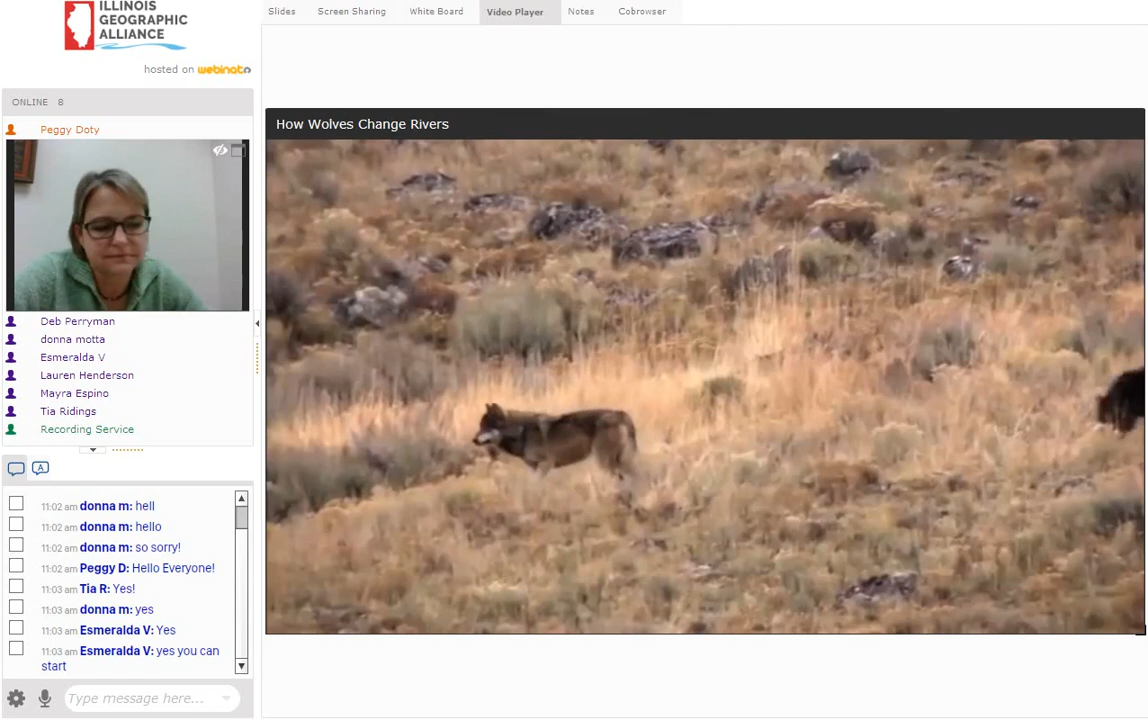 ILLINOIS
GEOGRAPHIC
ALLIANCE
hosted on webinato
Slides
Screen Sharing
White Board
Video Player
Notes
Cobrowser
ONLINE 8
Peggy Doty
Deb Perryman
donna motta
Esmeralda V
Lauren Henderson
Mayra Espino
Tia Ridings
Recording Service
A
11:02 am donna m: hell
11:02 am donna m: hello
11:02 am donna m: so sorry!
11:02 am Peggy D: Hello Everyone!
11:03 am Tia R: Yes!
11:03 am donna m: yes
11:03 am Esmeralda V: Yes
11:03 am Esmeralda V: yes you can
start
Type message here...
How Wolves Change Rivers